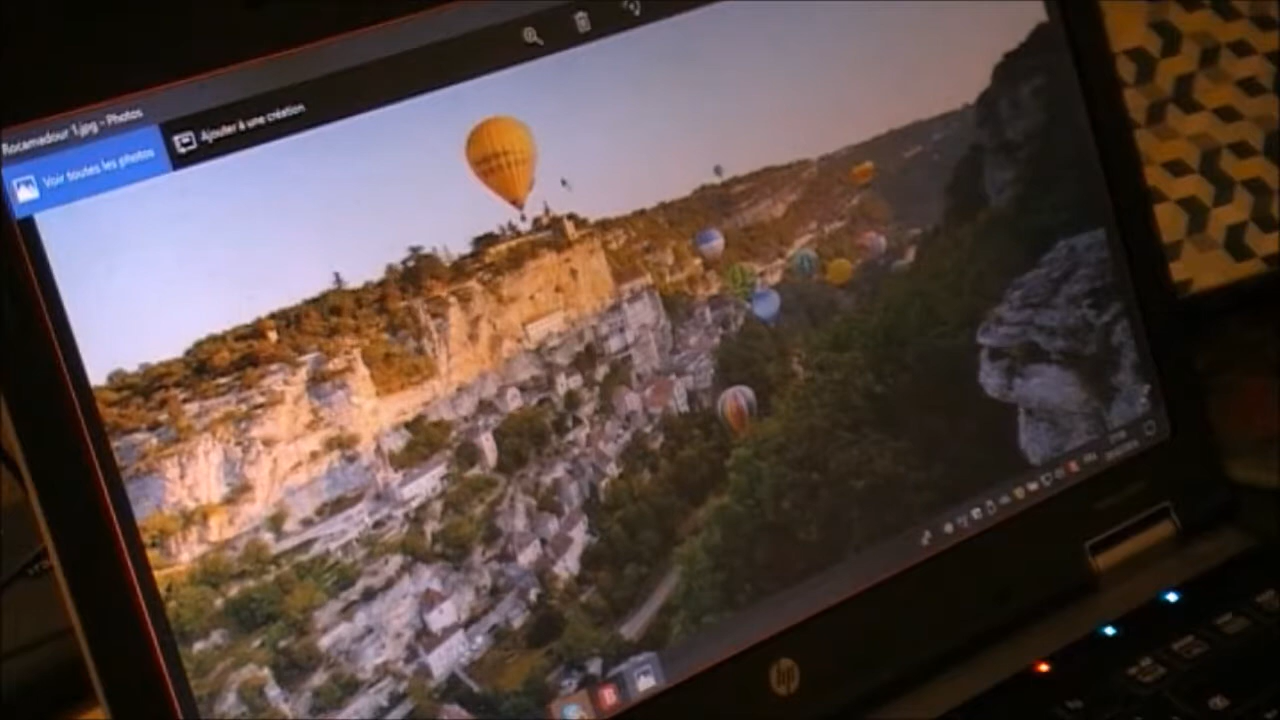 Rocamadour 1.jpg - Photos
Voir toutes les photos
Ajouter à une création
hp